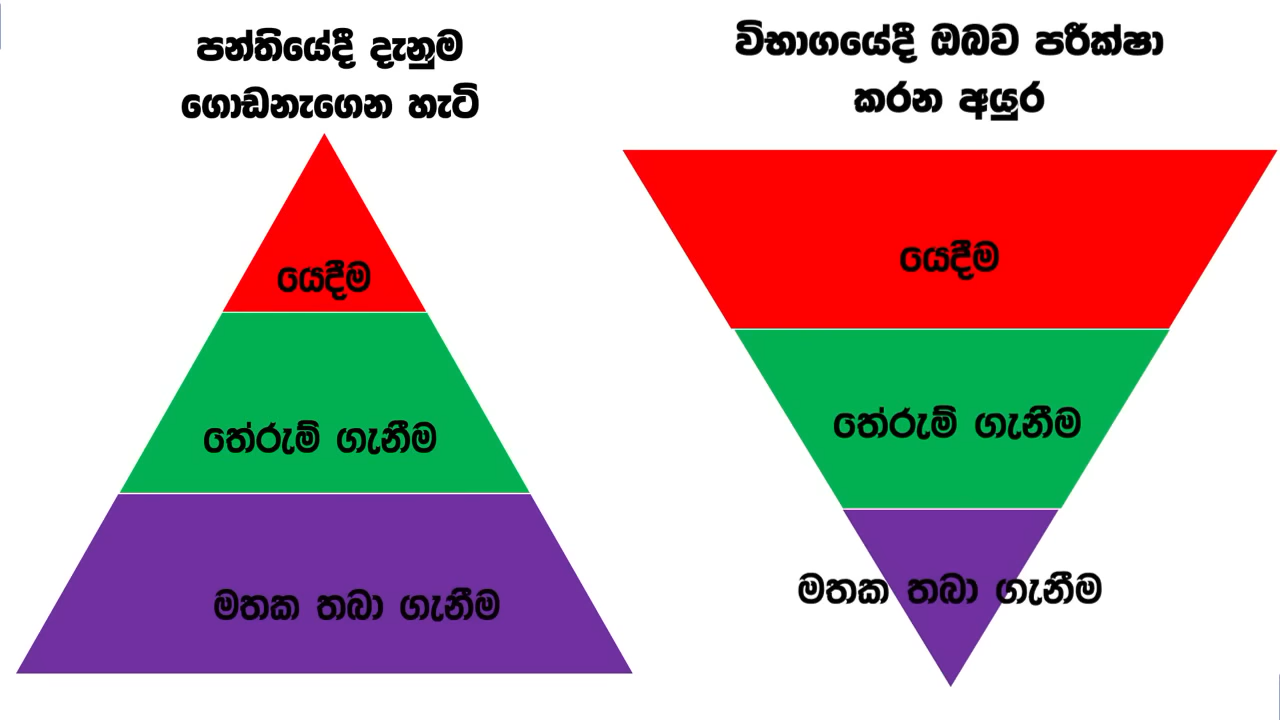 පන්තියේදී දැනුම
ගොඩනැගෙන හැටි
යෙදීම
තේරුම් ගැනීම
මතක තබා ගැනීම
විභාගයේදී ඔබව පරීක්ෂා
කරන අයුර
යෙදීම
තේරුම් ගැනීම
මතක තබා ගැනීම